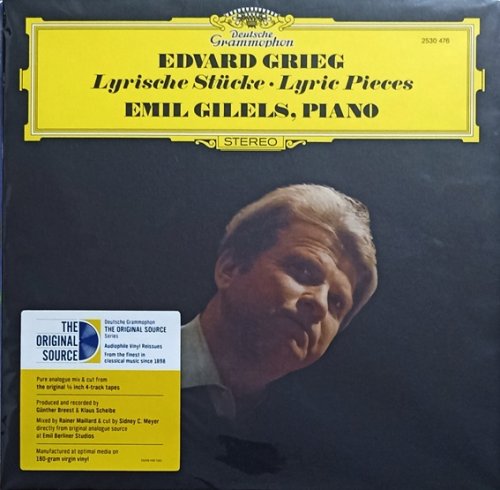 Deutsche
Grammophon
2530 476
EDVARD GRIEG
Lyrische Stücke · Lyric Pieces
EMIL GILELS, PIANO
STEREO
THE
ORIGINAL
SOURCE
Deutsche Grammophon
THE ORIGINAL SOURCE
Series
Audiophile Vinyl Reissues
From the finest in
classical music since 1898
Pure analogue mix & cut from
the original ½ inch 4-track tapes
Produced and recorded by
Günther Breest & Klaus Scheibe
Mixed by Rainer Maillard & cut by Sidney C. Meyer
directly from original analogue source
at Emil Berliner Studios
Manufactured at optimal media on
180-gram virgin vinyl